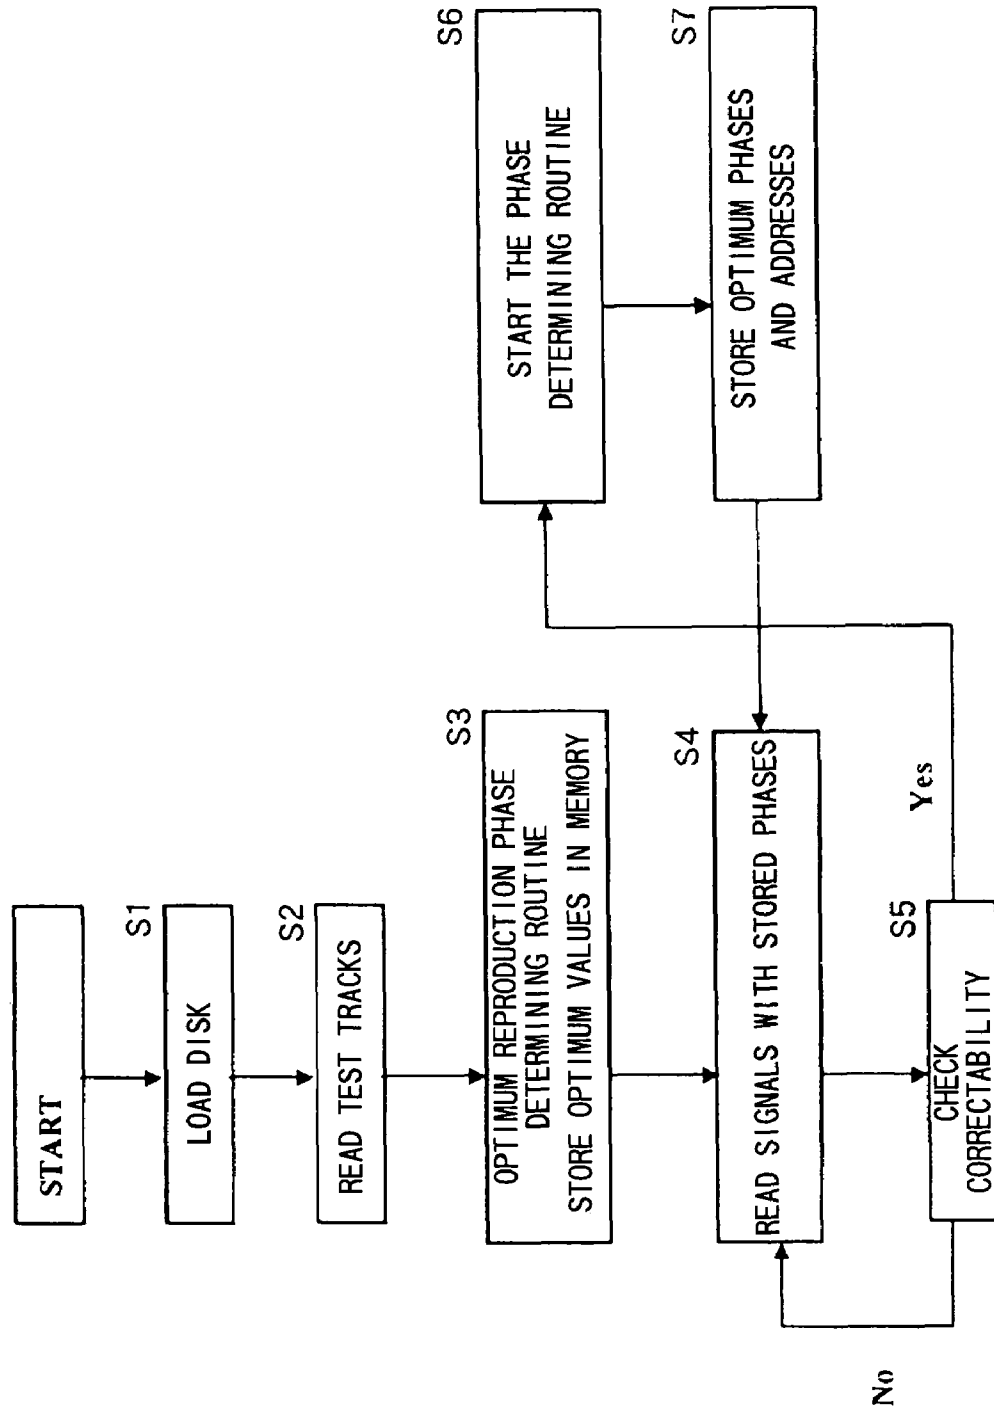 START
S1
LOAD DISK
S2
READ TEST TRACKS
S3
OPTIMUM REPRODUCTION PHASE
DETERMINING ROUTINE
STORE OPTIMUM VALUES IN MEMORY
S4
READ SIGNALS WITH STORED PHASES
S5
CHECK
CORRECTABILITY
No
Yes
S6
START THE PHASE
DETERMINING ROUTINE
S7
STORE OPTIMUM PHASES
AND ADDRESSES